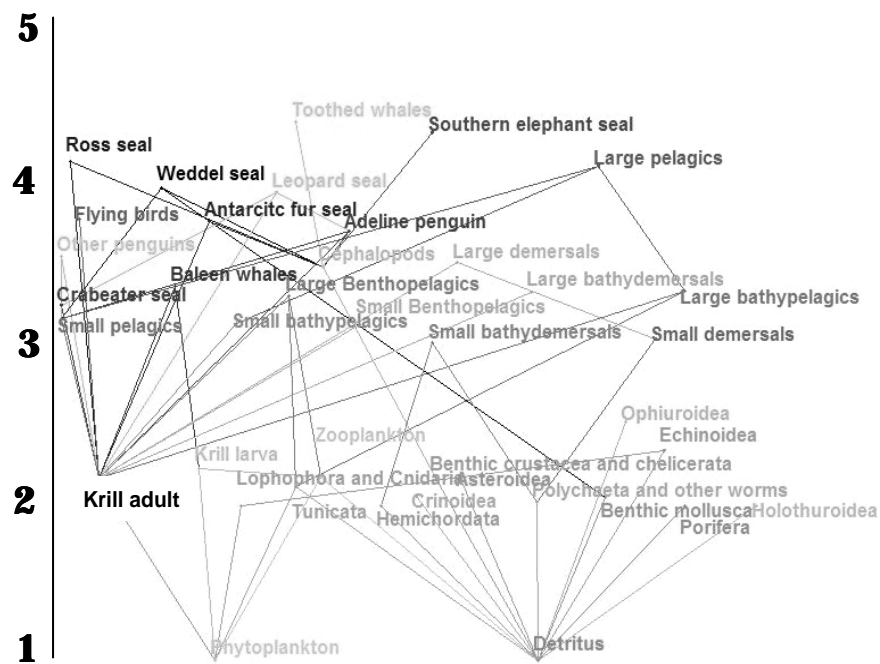 5
Toothed whales
Southern elephant seal
Ross seal
Large pelagics
Weddel seal
4
Leopard seal
Flying birds
Antarcitc fur seal
Adeline penguin
Other penguins
Cephalopods
Large demersals
Baleen whales
Large Benthopelagics
Large bathydemersals
Crabeater seal
Large bathypelagics
Small Benthopelagics
Small pelagics
Small bathypelagics
Small bathydemersals
Small demersals
3
Ophiuroidea
Zooplankton
Echinoidea
Krill larva
Benthic crustacea and chelicerata
Lophophora and Cnidaria
Asteroidea
Polychaeta and other worms
2
Krill adult
Crinoidea
Tunicata
Hemichordata
Benthic mollusca
Holothuroidea
Porifera
Phytoplankton
Detritus
1